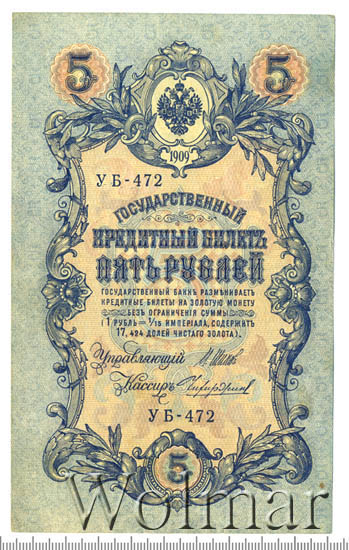 5 5
1909
УБ-472
ГОСУДАРСТВЕННЫЙ
КРЕДИТНЫЙ БИЛЕТЪ
ПЯТЬ РУБЛЕЙ
ГОСУДАРСТВЕННЫЙ БАНКЪ РАЗМѢНИВАЕТЪ
КРЕДИТНЫЕ БИЛЕТЫ НА ЗОЛОТУЮ МОНЕТУ
БЕЗЪ ОГРАНИЧЕНІЯ СУММЫ
(1 РУБЛЬ = 1/15 ИМПЕРІАЛА, СОДЕРЖИТЪ
17,424 ДОЛЕЙ ЧИСТАГО ЗОЛОТА).
Управляющій
Кассиръ
УБ-472
5
Wolmar